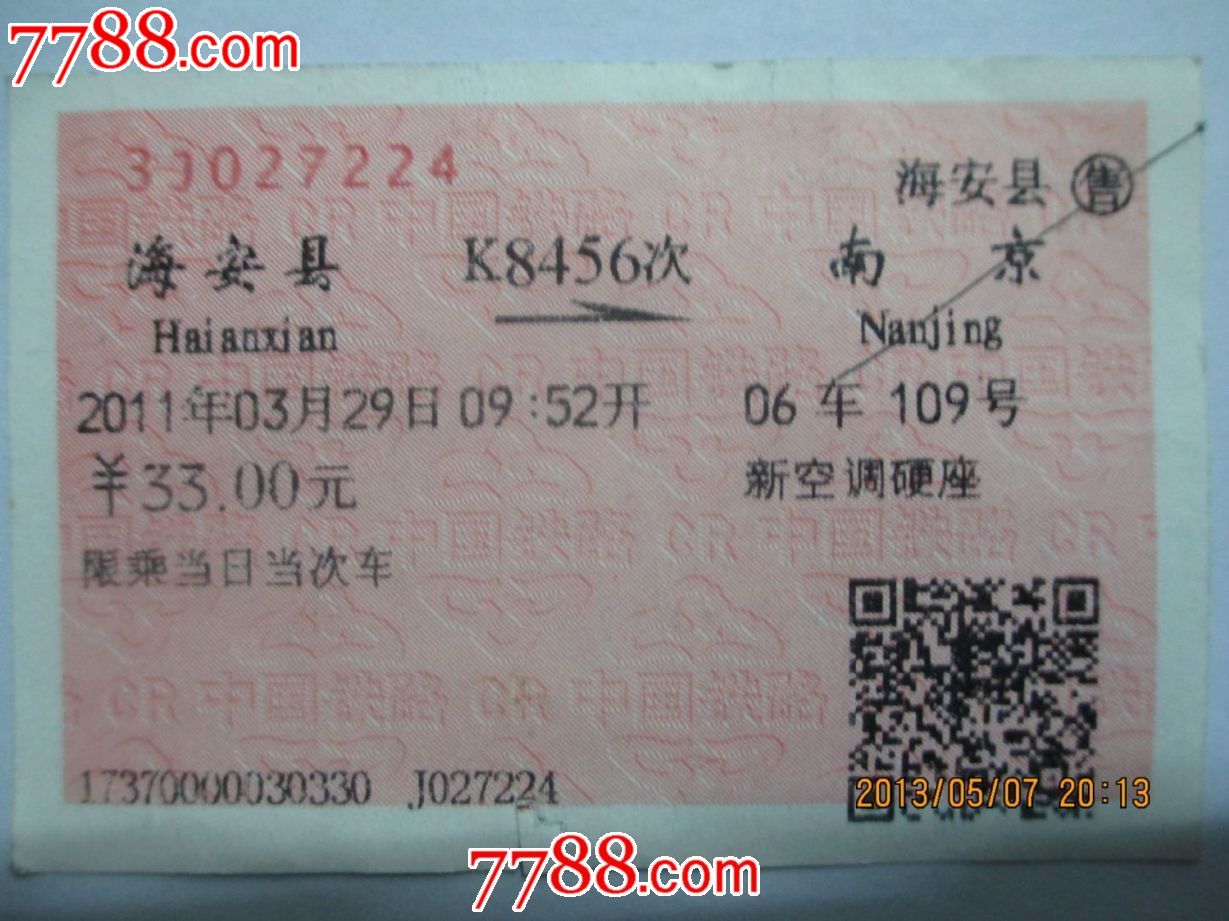 7788.com
3J027224
海安县 售
海安县 K8456次 南京
Haianxian Nanjing
2011年03月29日 09:52开 06车 109号
¥33.00元 新空调硬座
限乘当日当次车
17370000030330 J027224
2013/05/07 20:13
7788.com